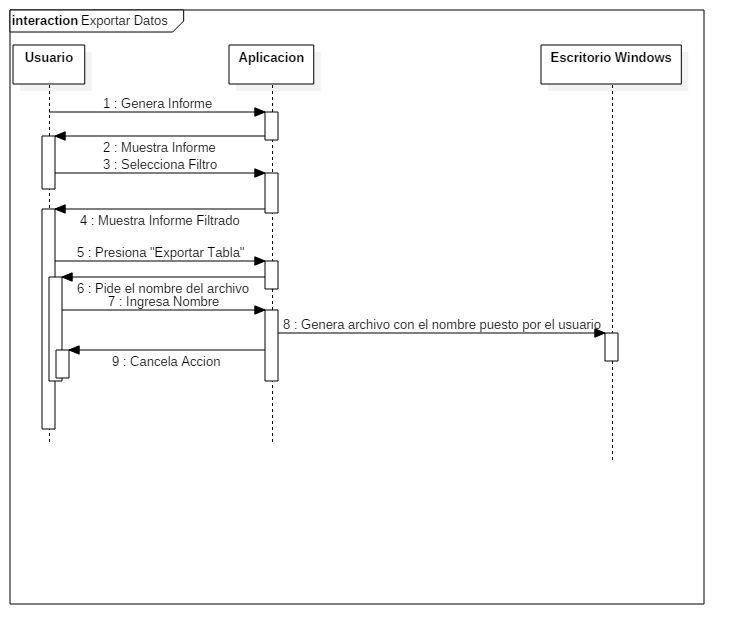 interaction Exportar Datos
Usuario
Aplicacion
Escritorio Windows
1 : Genera Informe
2 : Muestra Informe
3 : Selecciona Filtro
4 : Muestra Informe Filtrado
5 : Presiona "Exportar Tabla"
6 : Pide el nombre del archivo
7 : Ingresa Nombre
8 : Genera archivo con el nombre puesto por el usuario
9 : Cancela Accion